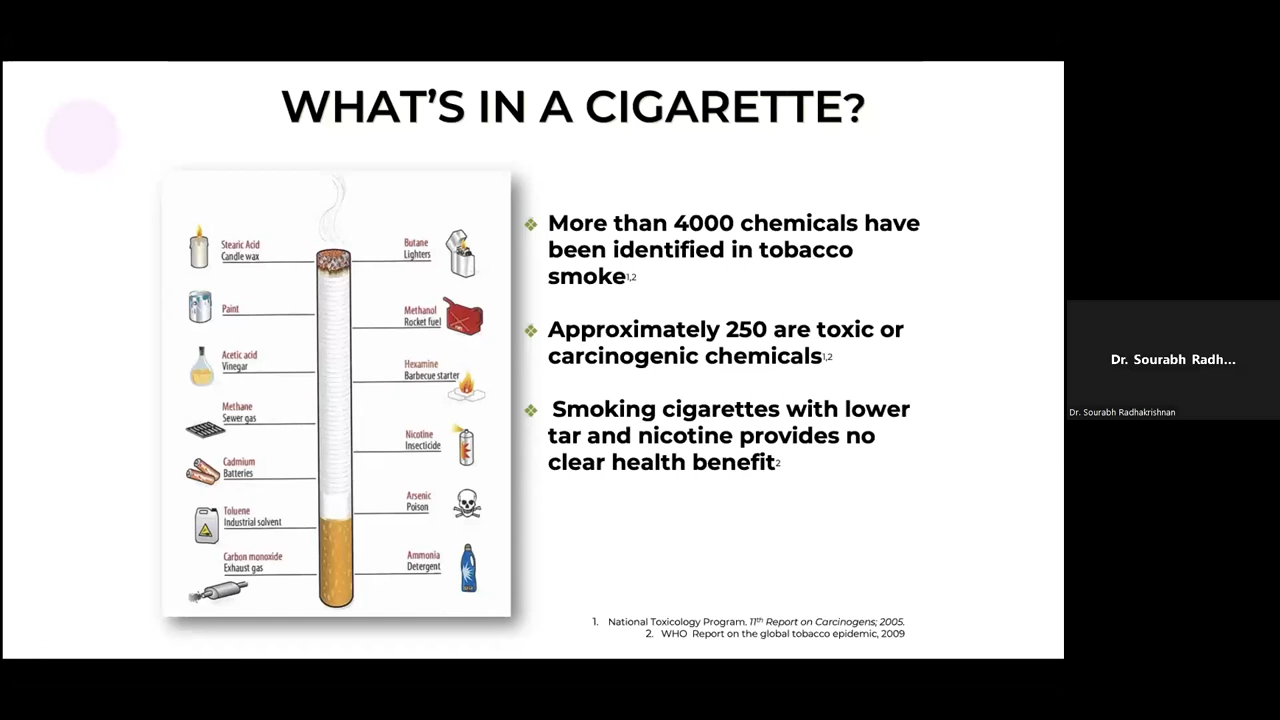 WHAT'S IN A CIGARETTE?
Stearic Acid
Candle wax
Paint
Acetic acid
Vinegar
Methane
Sewer gas
Cadmium
Batteries
Toluene
Industrial solvent
Carbon monoxide
Exhaust gas
Butane
Lighters
Methanol
Rocket fuel
Hexamine
Barbecue starter
Nicotine
Insecticide
Arsenic
Poison
Ammonia
Detergent
❖ More than 4000 chemicals have
been identified in tobacco
smoke1,2
❖ Approximately 250 are toxic or
carcinogenic chemicals1,2
❖ Smoking cigarettes with lower
tar and nicotine provides no
clear health benefit2
1. National Toxicology Program. 11th Report on Carcinogens; 2005.
2. WHO Report on the global tobacco epidemic, 2009
Dr. Sourabh Radh...
Dr. Sourabh Radhakrishnan